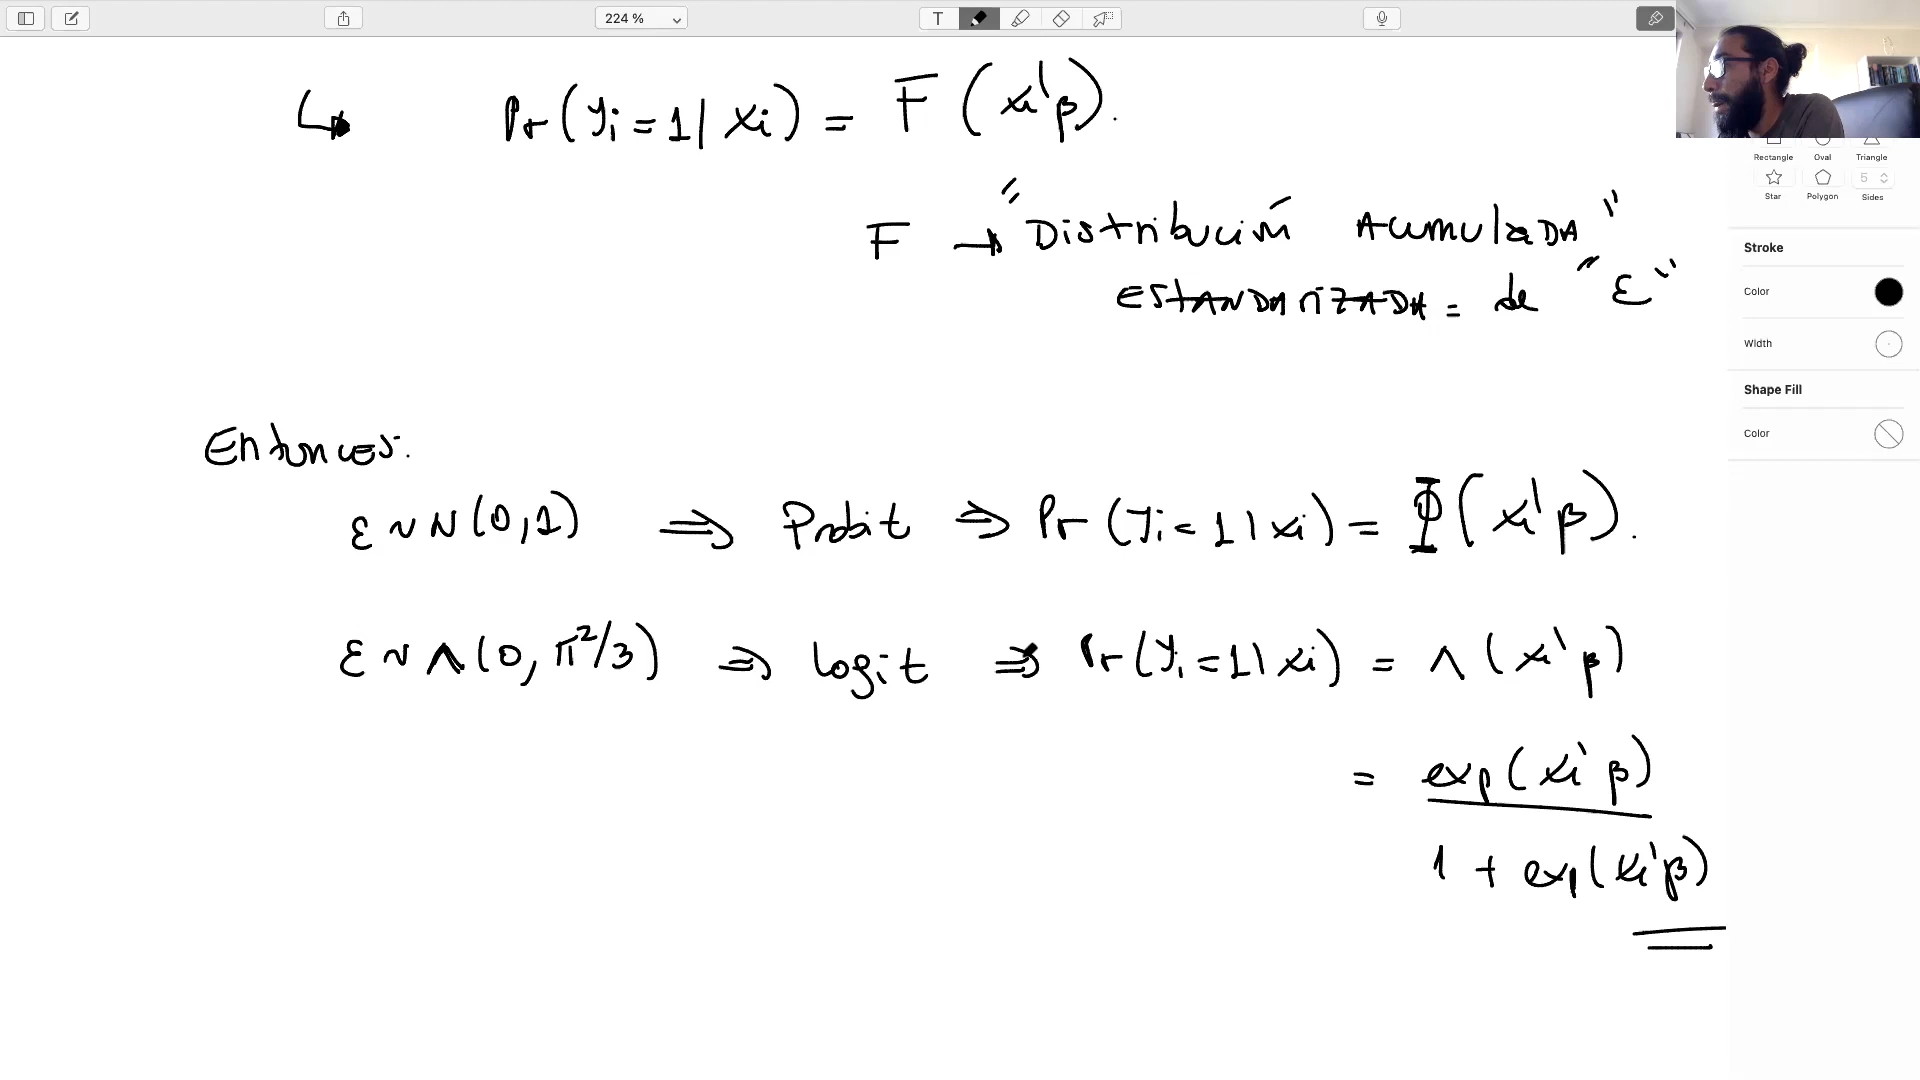 224 %
T
↳ Pr(yi = 1 | xi) = F(xi'β).
F → "Distribución Acumulada"
ESTANDARIZADA = de "ε"
Entonces:
ε ~ N(0,1) ⇒ Probit ⇒ Pr(yi = 1 | xi) = Φ(xi'β).
ε ~ Λ(0, π²/3) ⇒ logit ⇒ Pr(yi = 1 | xi) = Λ(xi'β)
= exp(xi'β)
1 + exp(xi'β)
Rectangle Oval Triangle
5
Star Polygon Sides
Stroke
Color
Width
Shape Fill
Color